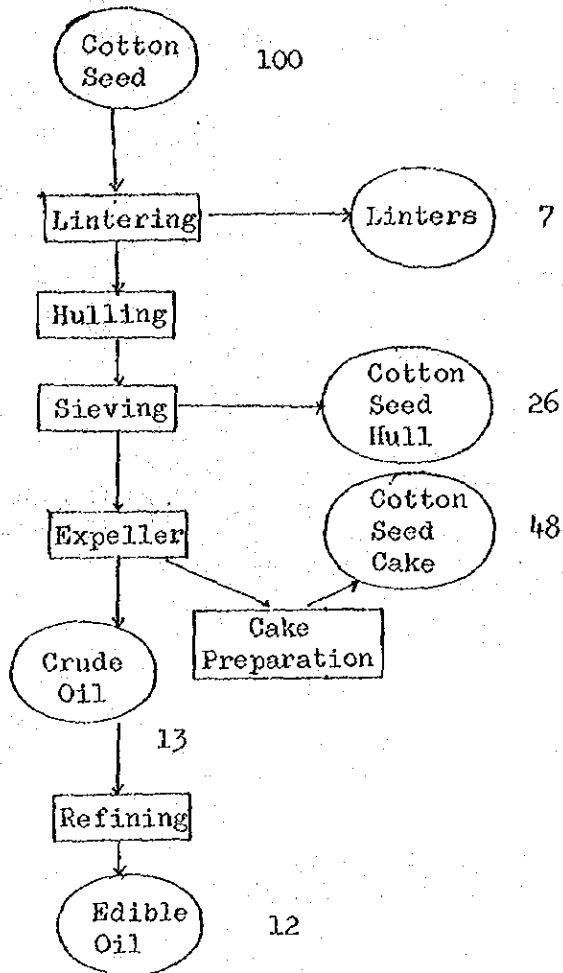 Cotton
Seed
100
Lintering
Linters
7
Hulling
Sieving
Cotton
Seed
Hull
26
Expeller
Cotton
Seed
Cake
48
Cake
Preparation
Crude
Oil
13
Refining
Edible
Oil
12